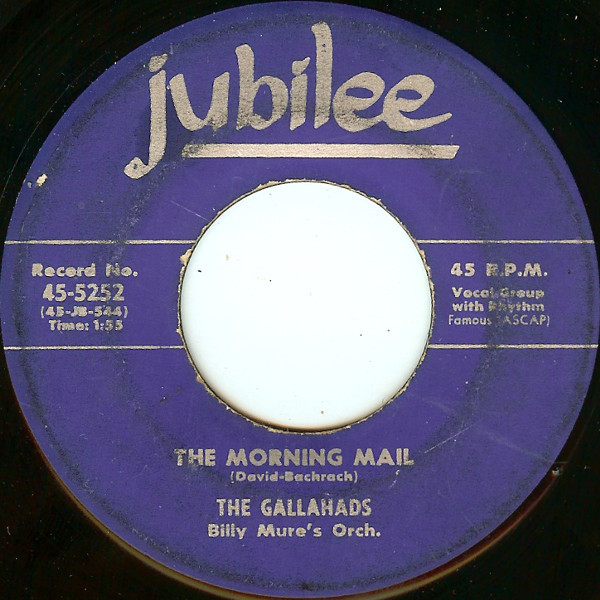 jubilee
Record No.
45-5252
(45-JB-544)
Time: 1:55
45 R.P.M.
Vocal Group
with Rhythm
Famous (ASCAP)
THE MORNING MAIL
(David-Bachrach)
THE GALLAHADS
Billy Mure's Orch.